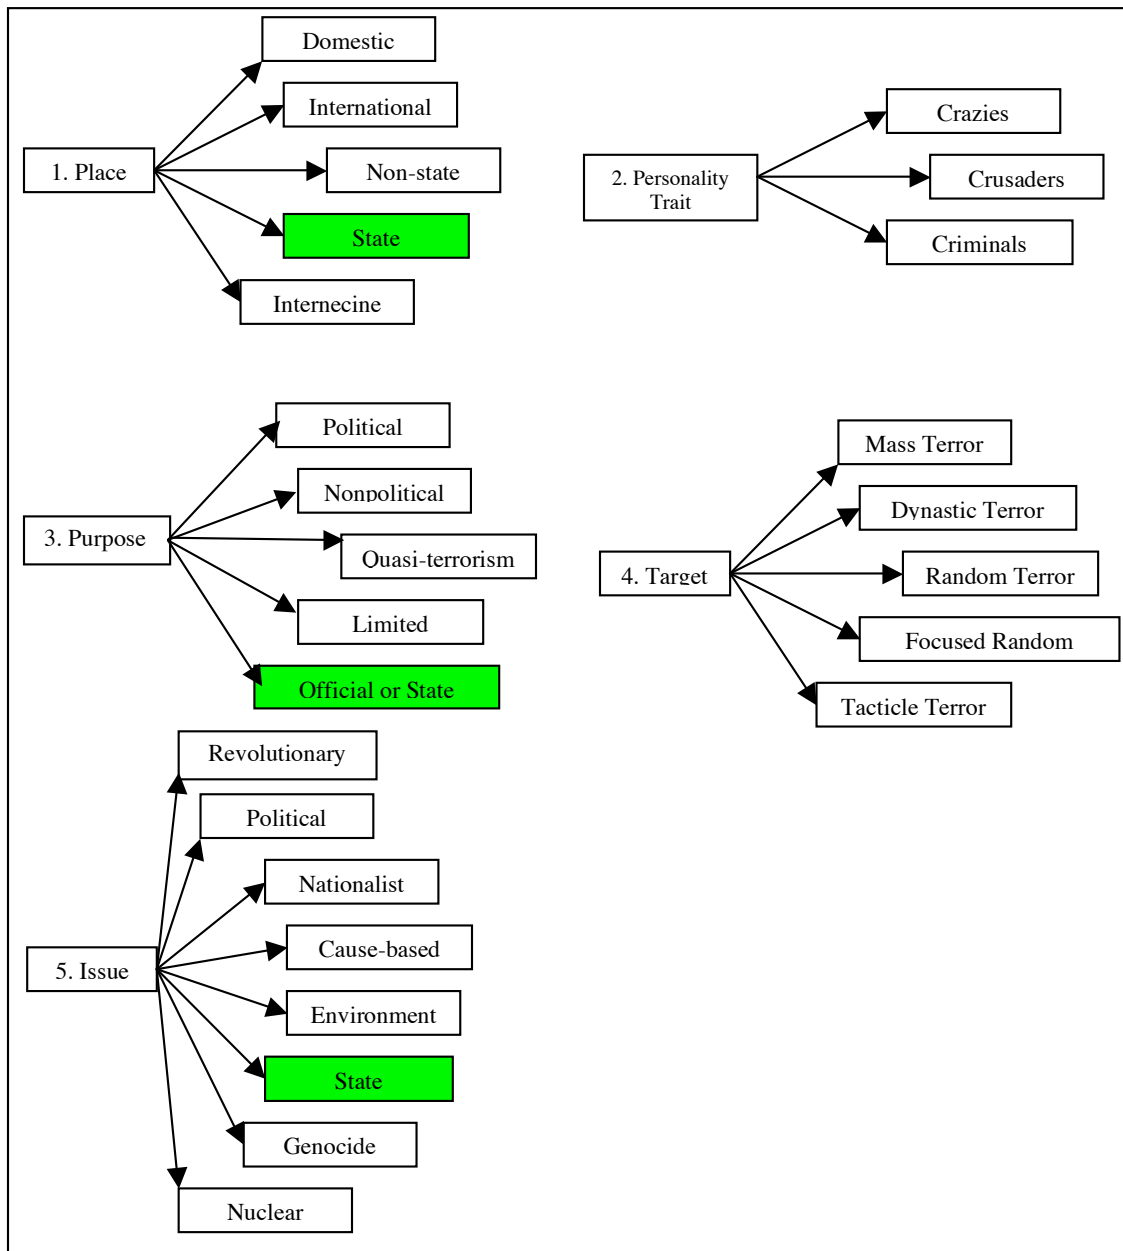 Domestic
International
1. Place
Non-state
State
Internecine
Crazies
2. Personality
Trait
Crusaders
Criminals
Political
Nonpolitical
3. Purpose
Quasi-terrorism
Limited
Official or State
Mass Terror
Dynastic Terror
4. Target
Random Terror
Focused Random
Tacticle Terror
Revolutionary
Political
Nationalist
Cause-based
5. Issue
Environment
State
Genocide
Nuclear